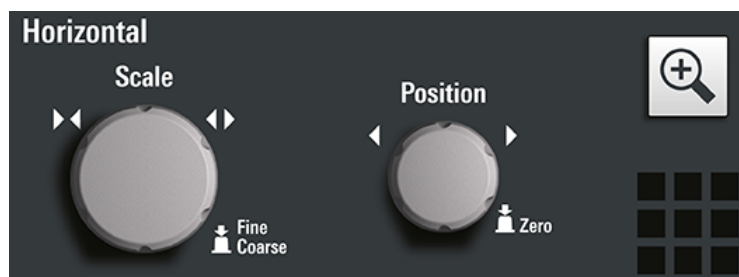 Horizontal
Scale
Position
Fine
Coarse
Zero